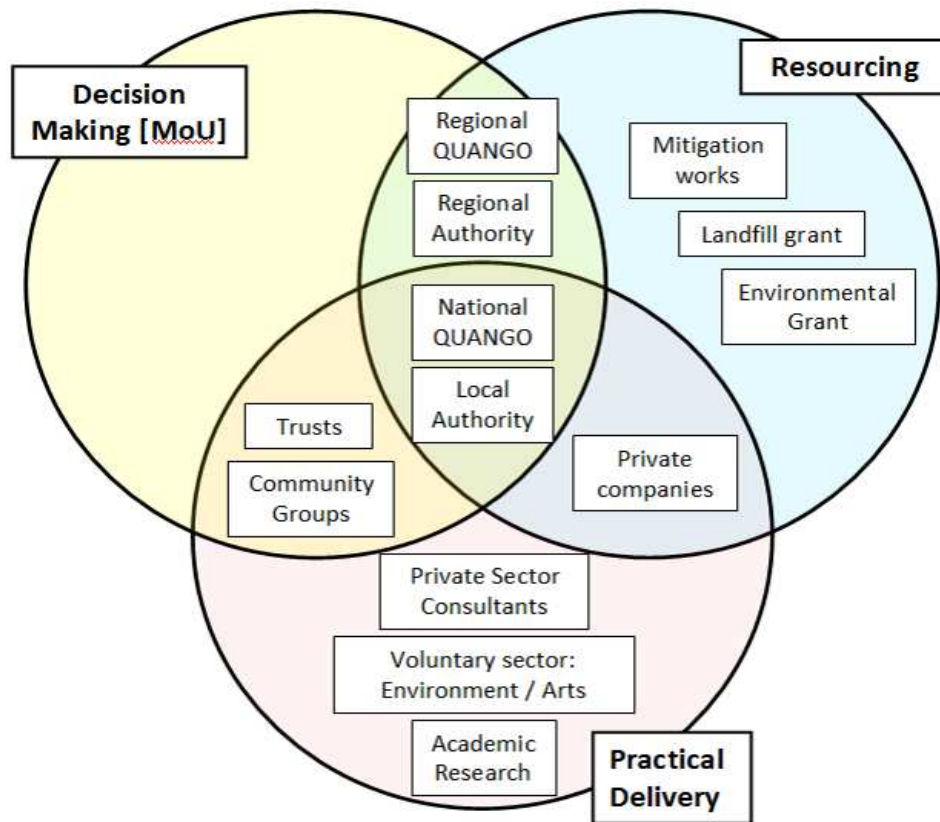 Decision
Making [MoU]
Resourcing
Regional
QUANGO
Regional
Authority
Mitigation
works
Landfill grant
Environmental
Grant
National
QUANGO
Local
Authority
Trusts
Community
Groups
Private
companies
Private Sector
Consultants
Voluntary sector:
Environment / Arts
Academic
Research
Practical
Delivery